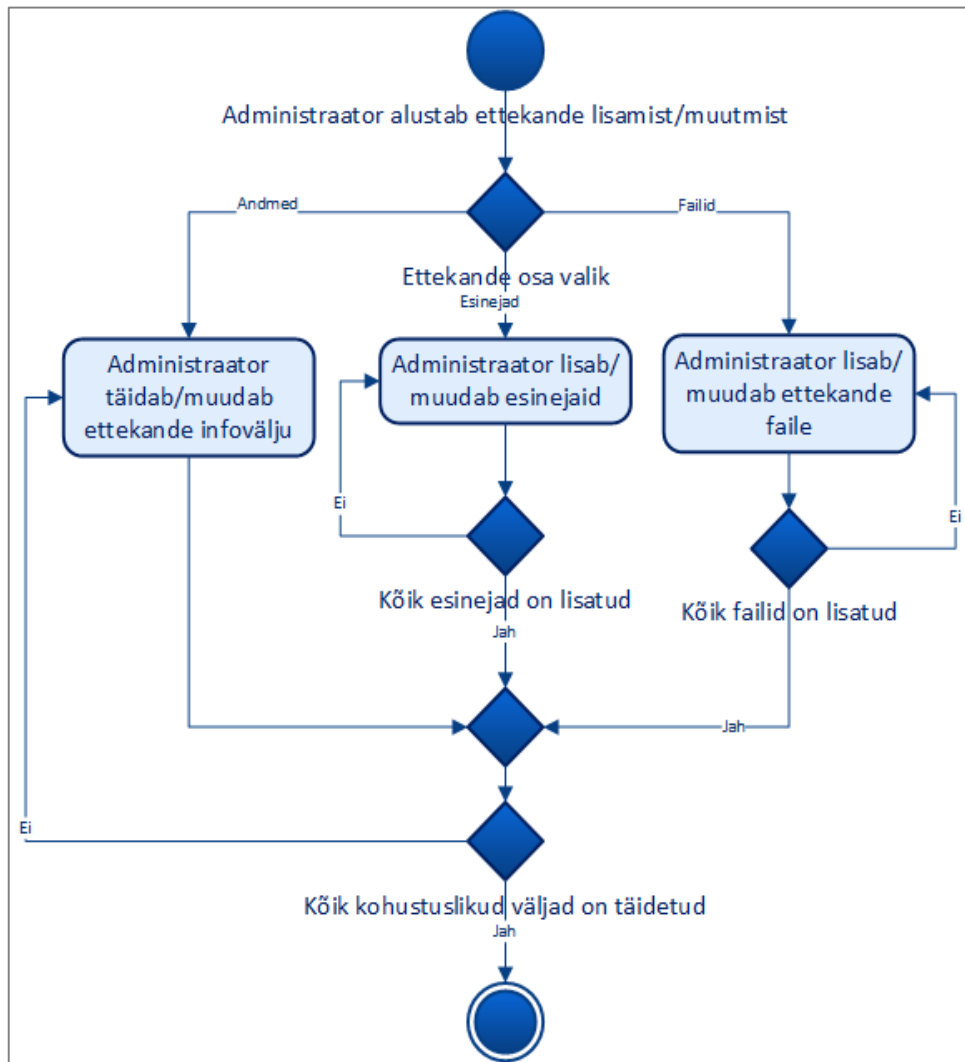 Administraator alustab ettekande lisamist/muutmist
Andmed
Failid
Ettekande osa valik
Esinejad
Administraator
täidab/muudab
ettekande infovälju
Administraator lisab/
muudab esinejaid
Administraator lisab/
muudab ettekande
faile
Ei
Ei
Kõik esinejad on lisatud
Kõik failid on lisatud
Jah
Jah
Ei
Kõik kohustuslikud väljad on täidetud
Jah